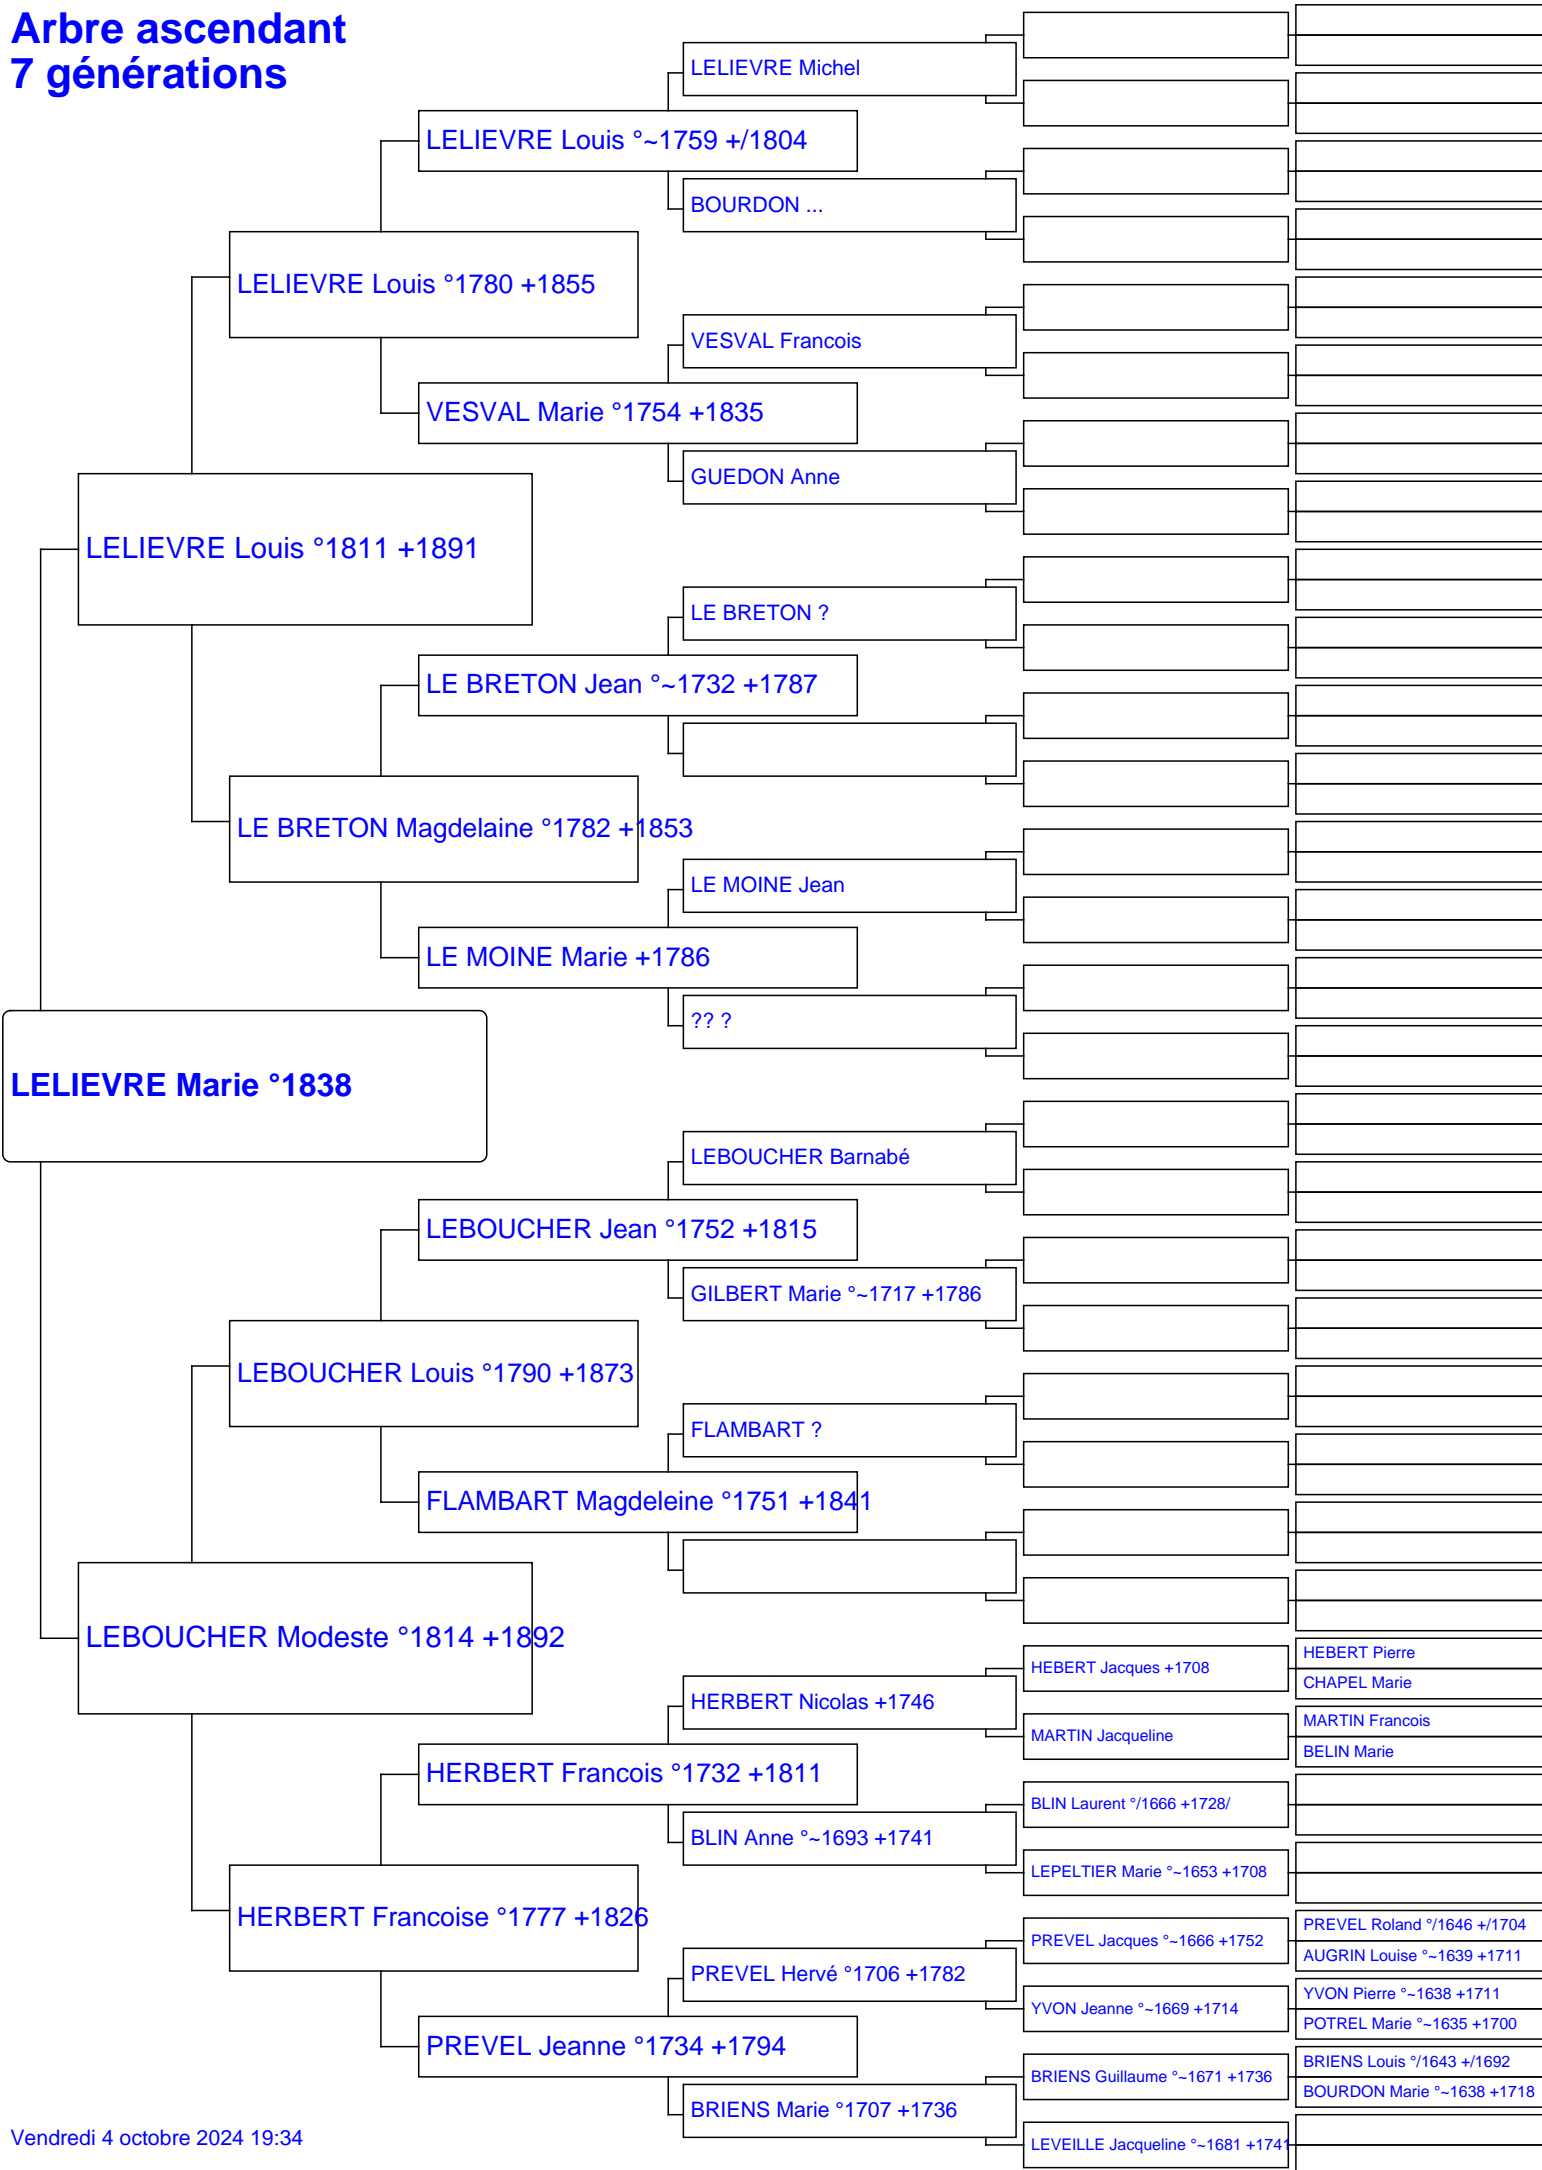 Arbre ascendant
7 générations
LELIEVRE Michel
LELIEVRE Louis °~1759 +/1804
BOURDON ...
LELIEVRE Louis °1780 +1855
VESVAL Francois
VESVAL Marie °1754 +1835
GUEDON Anne
LELIEVRE Louis °1811 +1891
LE BRETON ?
LE BRETON Jean °~1732 +1787
LE BRETON Magdelaine °1782 +1853
LE MOINE Jean
LE MOINE Marie +1786
?? ?
LELIEVRE Marie °1838
LEBOUCHER Barnabé
LEBOUCHER Jean °1752 +1815
GILBERT Marie °~1717 +1786
LEBOUCHER Louis °1790 +1873
FLAMBART ?
FLAMBART Magdeleine °1751 +1841
LEBOUCHER Modeste °1814 +1892
HEBERT Pierre
HEBERT Jacques +1708
CHAPEL Marie
HERBERT Nicolas +1746
MARTIN Francois
MARTIN Jacqueline
BELIN Marie
HERBERT Francois °1732 +1811
BLIN Laurent °/1666 +1728/
BLIN Anne °~1693 +1741
LEPELTIER Marie °~1653 +1708
HERBERT Francoise °1777 +1826
PREVEL Roland °/1646 +/1704
PREVEL Jacques °~1666 +1752
AUGRIN Louise °~1639 +1711
PREVEL Hervé °1706 +1782
YVON Pierre °~1638 +1711
YVON Jeanne °~1669 +1714
POTREL Marie °~1635 +1700
PREVEL Jeanne °1734 +1794
BRIENS Louis °/1643 +/1692
BRIENS Guillaume °~1671 +1736
BOURDON Marie °~1638 +1718
BRIENS Marie °1707 +1736
LEVEILLE Jacqueline °~1681 +1741
Vendredi 4 octobre 2024 19:34